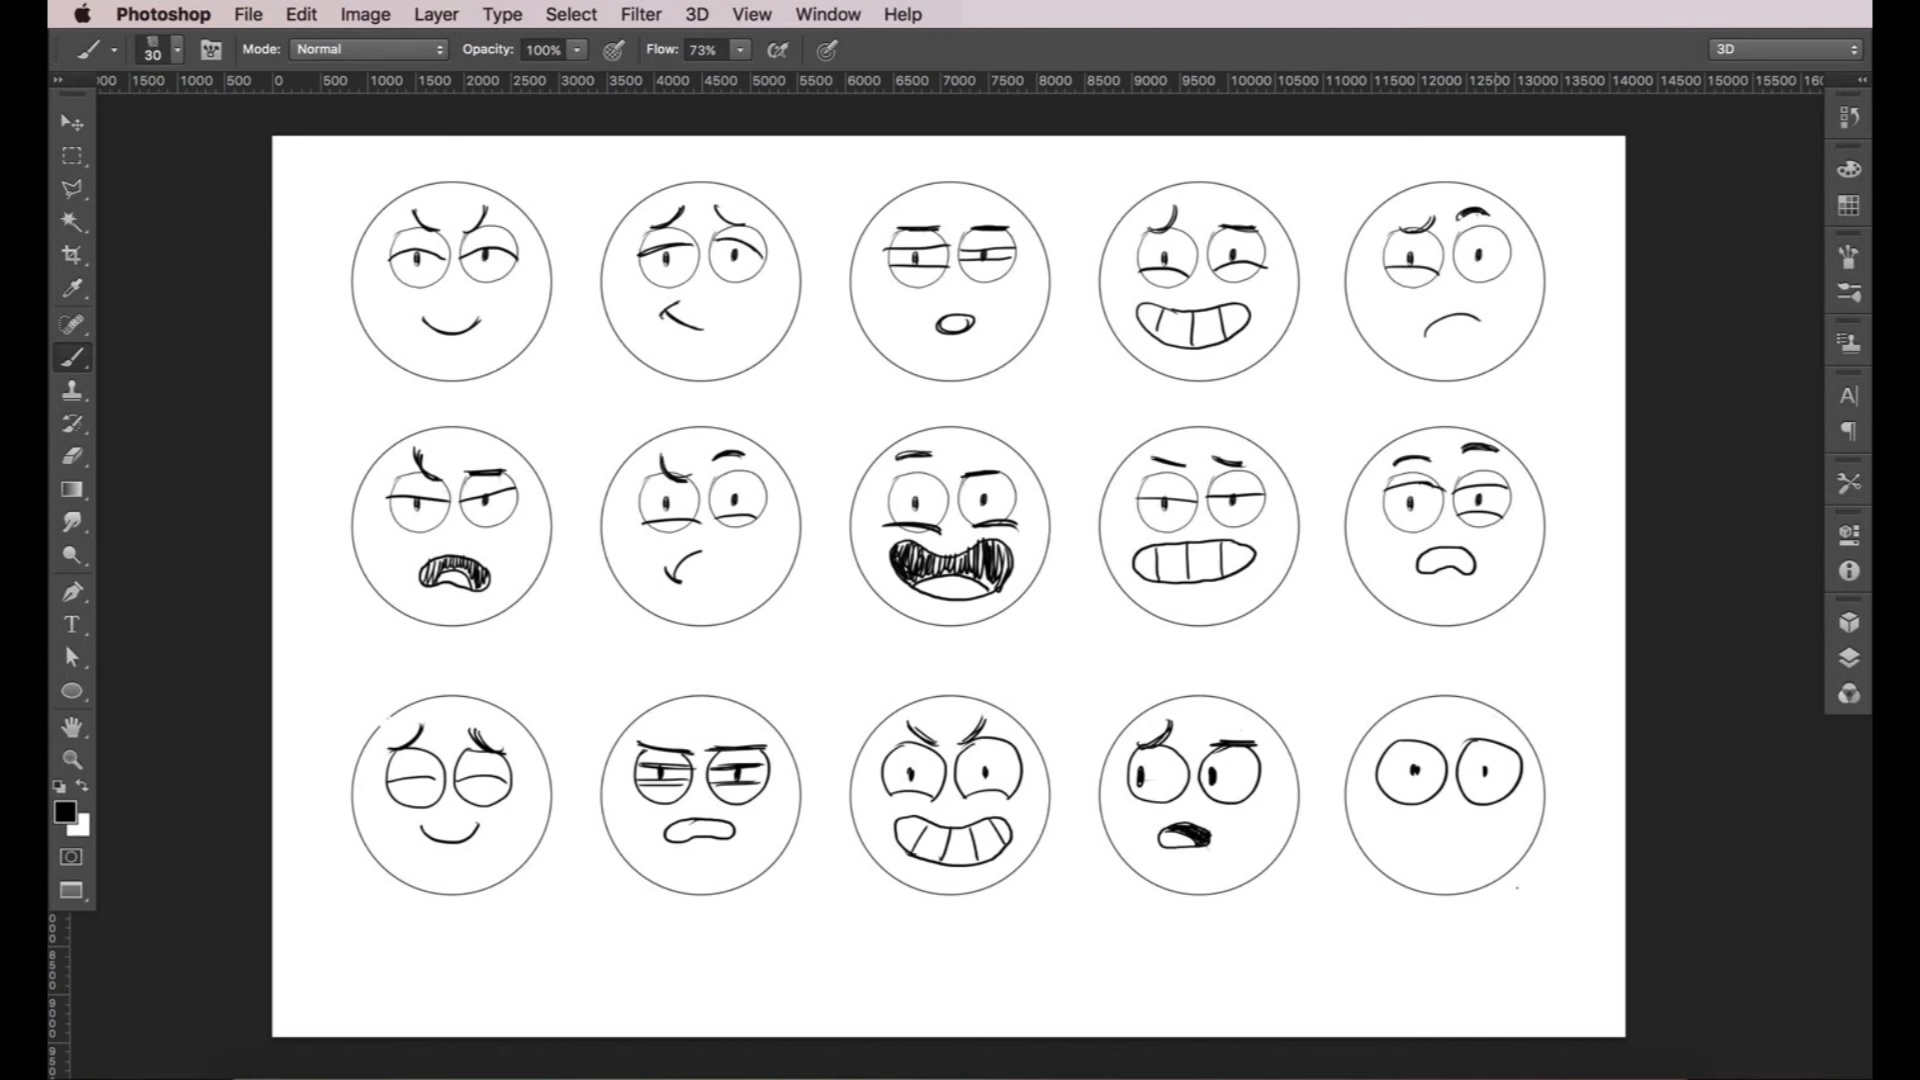 Photoshop File Edit Image Layer Type Select Filter 3D View Window Help
30 Mode: Normal Opacity: 100% Flow: 73% 3D
1500 1000 500 0 500 1000 1500 2000 2500 3000 3500 4000 4500 5000 5500 6000 6500 7000 7500 8000 8500 9000 9500 10000 10500 11000 11500 12000 12500 13000 13500 14000 14500 15000 15500